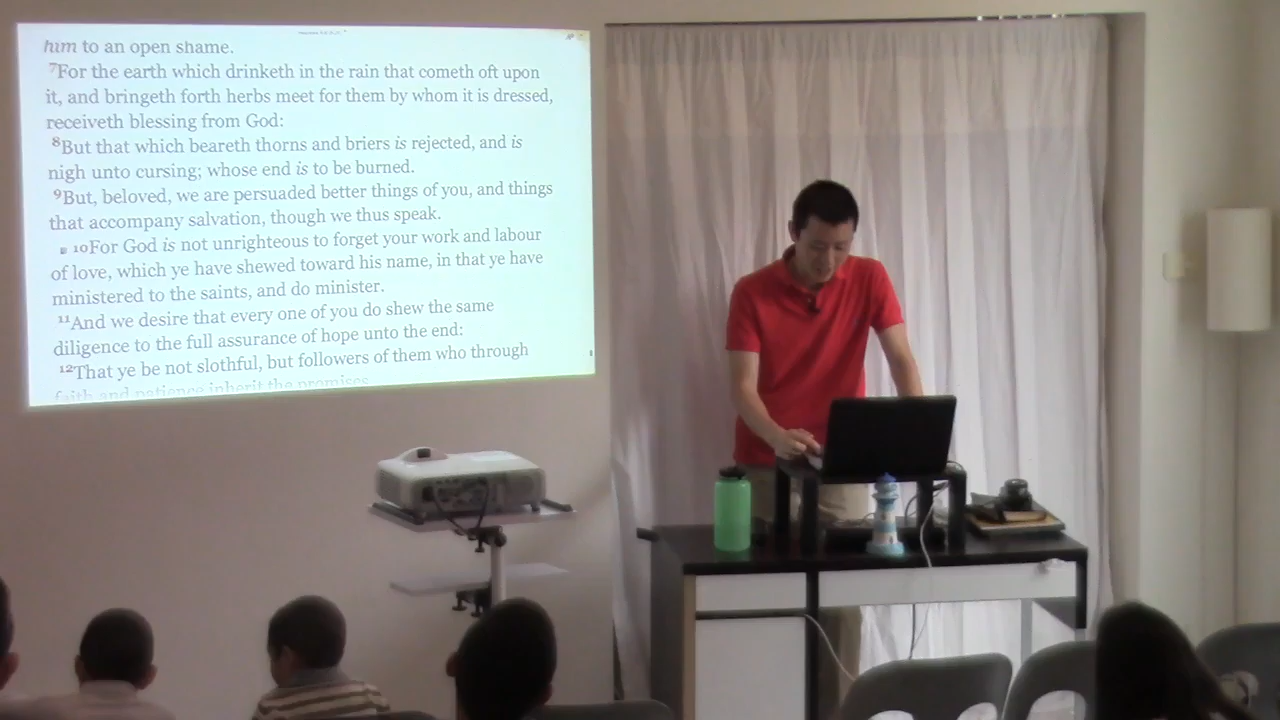 him to an open shame.
7For the earth which drinketh in the rain that cometh oft upon
it, and bringeth forth herbs meet for them by whom it is dressed,
receiveth blessing from God:
8But that which beareth thorns and briers is rejected, and is
nigh unto cursing; whose end is to be burned.
9But, beloved, we are persuaded better things of you, and things
that accompany salvation, though we thus speak.
10For God is not unrighteous to forget your work and labour
of love, which ye have shewed toward his name, in that ye have
ministered to the saints, and do minister.
11And we desire that every one of you do shew the same
diligence to the full assurance of hope unto the end:
12That ye be not slothful, but followers of them who through
faith and patience inherit the promises